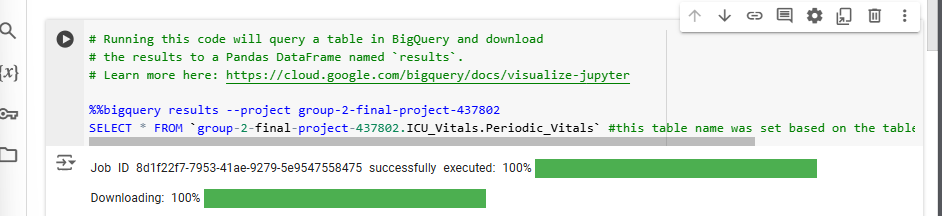 # Running this code will query a table in BigQuery and download
# the results to a Pandas DataFrame named `results`.
# Learn more here: https://cloud.google.com/bigquery/docs/visualize-jupyter
{x}
%%bigquery results --project group-2-final-project-437802
SELECT * FROM `group-2-final-project-437802.ICU_Vitals.Periodic_Vitals` #this table name was set based on the table
Job ID 8d1f22f7-7953-41ae-9279-5e9547558475 successfully executed: 100%
Downloading: 100%